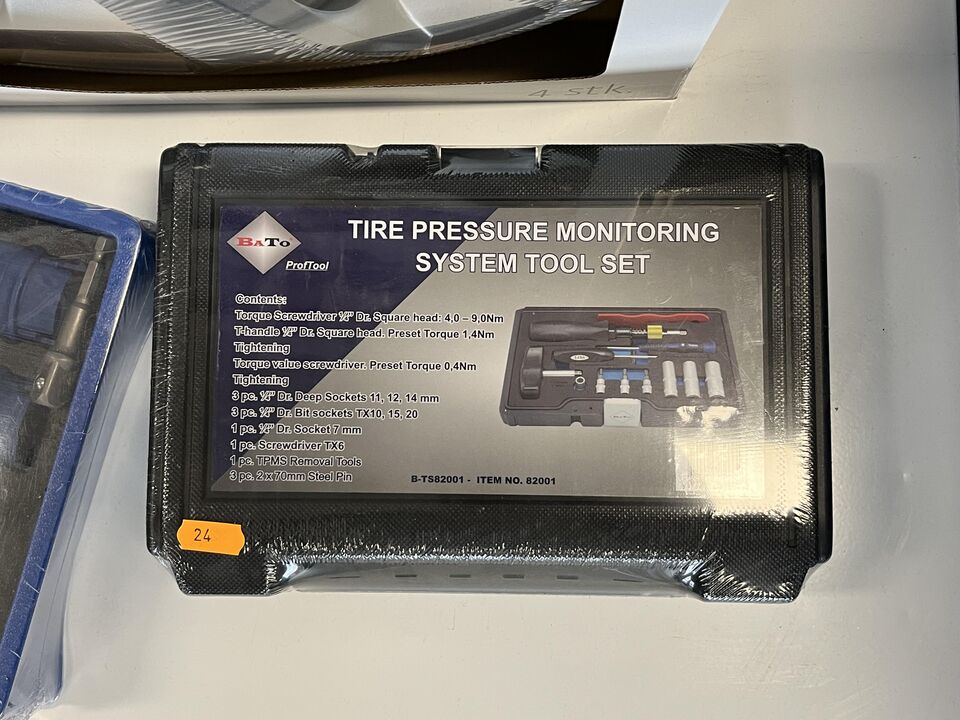 4 stk.
BATO
ProfTool
TIRE PRESSURE MONITORING
SYSTEM TOOL SET
Contents:
Torque Screwdriver ¼" Dr. Square head: 4,0 – 9,0Nm
T-handle ¼" Dr. Square head. Preset Torque 1,4Nm
Tightening
Torque value screwdriver. Preset Torque 0,4Nm
Tightening
3 pc. ¼" Dr. Deep Sockets 11, 12, 14 mm
3 pc. ¼" Dr. Bit sockets TX10, 15, 20
1 pc. ¼" Dr. Socket 7 mm
1 pc. Screwdriver TX6
1 pc. TPMS Removal Tools
3 pc. 2 x 70mm Steel Pin
B-TS82001 - ITEM NO. 82001
24